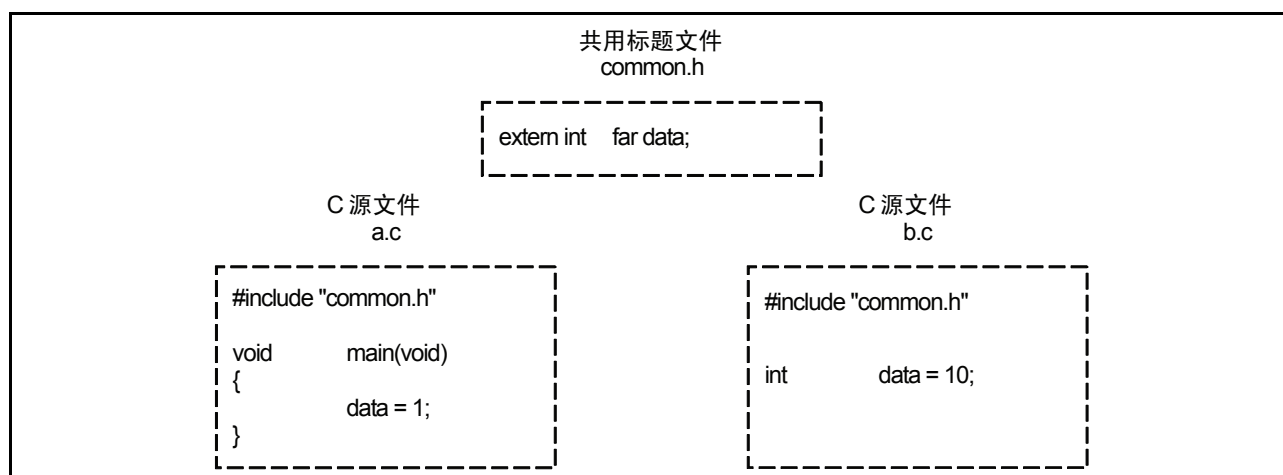 共用标题文件
common.h
extern int far data;
C 源文件
a.c
#include "common.h"
void main(void)
{
data = 1;
}
C 源文件
b.c
#include "common.h"
int data = 10;